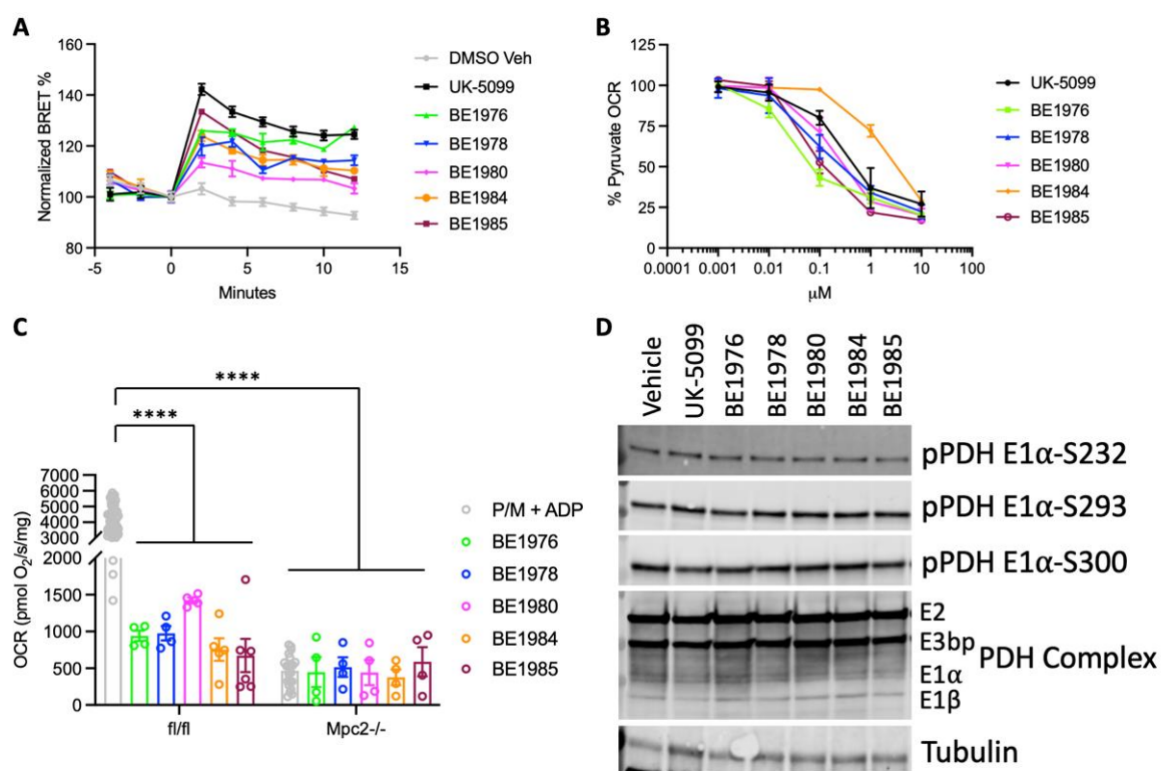 A
Normalized BRET %
160
140
120
100
80
-5
0
5
10
15
Minutes
DMSO Veh
UK-5099
BE1976
BE1978
BE1980
BE1984
BE1985
B
% Pyruvate OCR
125
100
75
50
25
0
0.0001
0.001
0.01
0.1
1
10
100
μM
UK-5099
BE1976
BE1978
BE1980
BE1984
BE1985
C
****
****
OCR (pmol O₂/s/mg)
7000
6000
5000
4000
3000
2000
1500
1000
500
0
fl/fl
Mpc2-/-
P/M + ADP
BE1976
BE1978
BE1980
BE1984
BE1985
D
Vehicle
UK-5099
BE1976
BE1978
BE1980
BE1984
BE1985
pPDH E1α-S232
pPDH E1α-S293
pPDH E1α-S300
E2
E3bp
PDH Complex
E1α
E1β
Tubulin